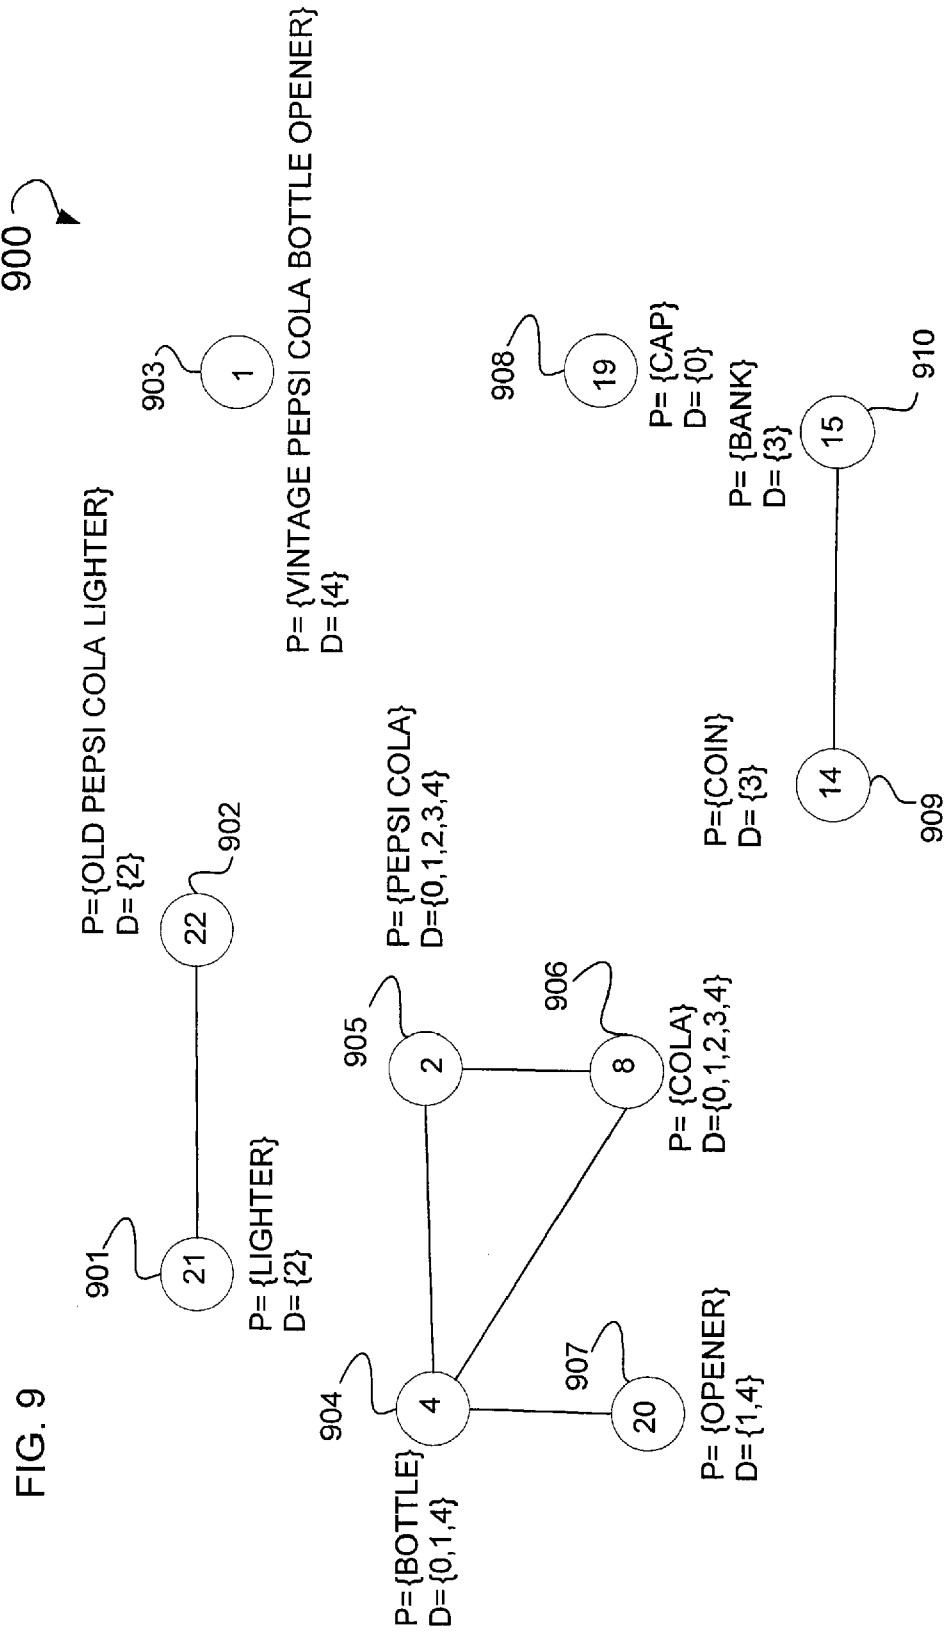 FIG. 9
900
901
21
P= {LIGHTER}
D= {2}
P={OLD PEPSI COLA LIGHTER}
D= {2}
22
902
903
1
P= {VINTAGE PEPSI COLA BOTTLE OPENER}
D= {4}
904
4
P={BOTTLE}
D={0,1,4}
905
2
P={PEPSI COLA}
D={0,1,2,3,4}
907
20
P= {OPENER}
D={1,4}
906
8
P= {COLA}
D={0,1,2,3,4}
908
19
P= {CAP}
D= {0}
P={COIN}
D= {3}
14
909
P= {BANK}
D= {3}
15
910